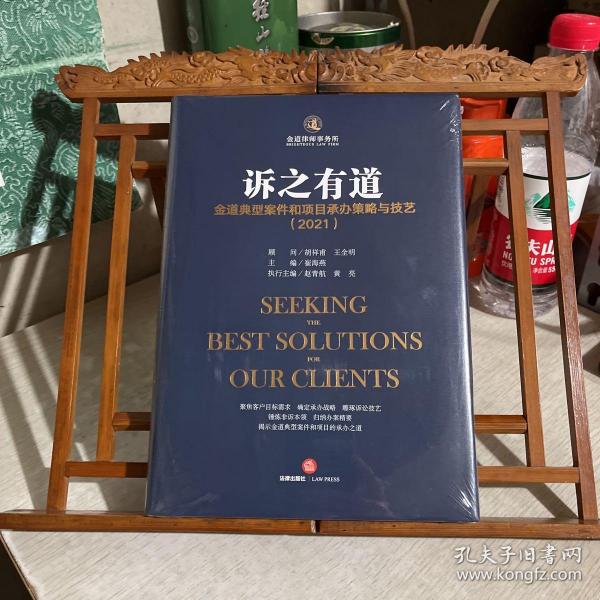 金道律师事务所
BRIGHTEOUS LAW FIRM
诉之有道
金道典型案件和项目承办策略与技艺
（2021）
顾 问/胡祥甫 王全明
主 编/崔海燕
执行主编/赵青航 黄 亮
SEEKING
THE
BEST SOLUTIONS
FOR
OUR CLIENTS
聚焦客户目标需求 确定承办战略 雕琢诉讼技艺
锤炼非诉本领 归纳办案精要
揭示金道典型案件和项目的承办之道
法律出版社 LAW PRESS
夫山
孔夫子旧书网
www.kongfz.com